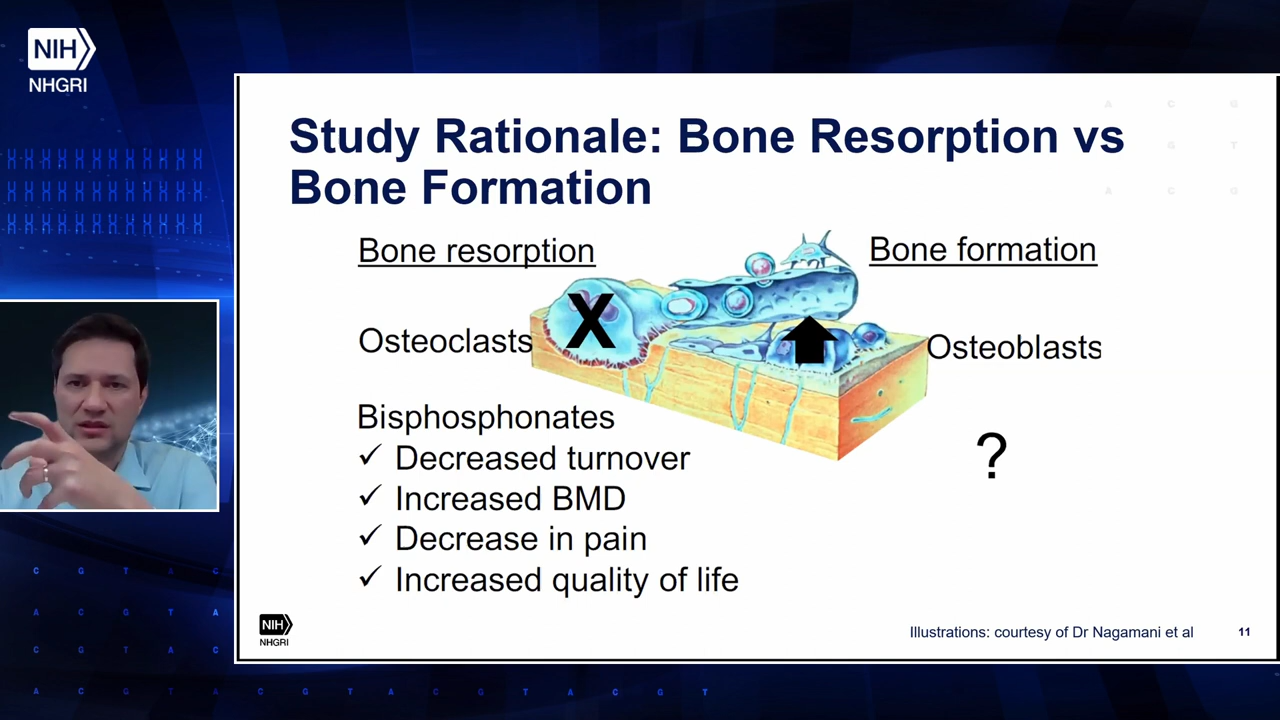 NIH
NHGRI
Study Rationale: Bone Resorption vs
Bone Formation
Bone resorption
Bone formation
X
Osteoclasts
Osteoblasts
Bisphosphonates
✓ Decreased turnover
✓ Increased BMD
✓ Decrease in pain
✓ Increased quality of life
?
NIH
NHGRI
Illustrations: courtesy of Dr Nagamani et al
11
A C G
G T
A C G
C G T A C
A C G T A
C G T A C
A C G T A C G T A C G T A C G T